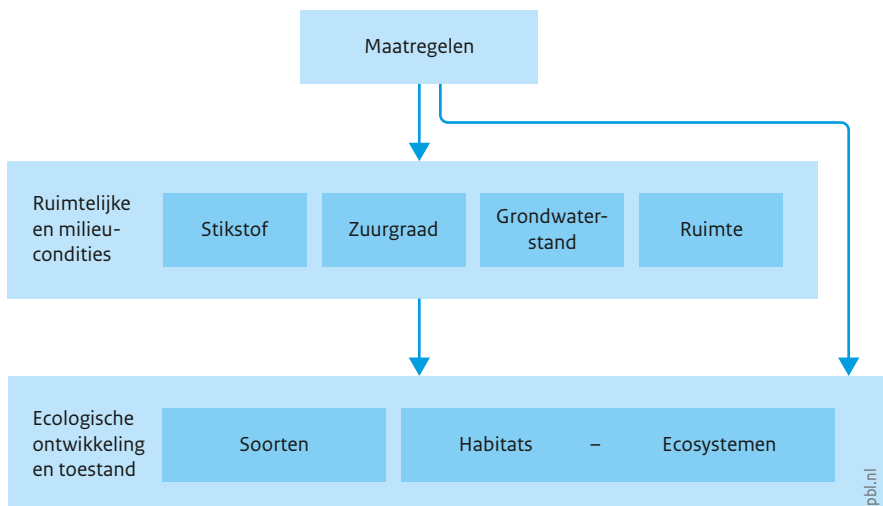 Maatregelen
Ruimtelijke
en milieu-
condities
Stikstof
Zuurgraad
Grondwater-
stand
Ruimte
Ecologische
ontwikkeling
en toestand
Soorten
Habitats – Ecosystemen
pbl.nl